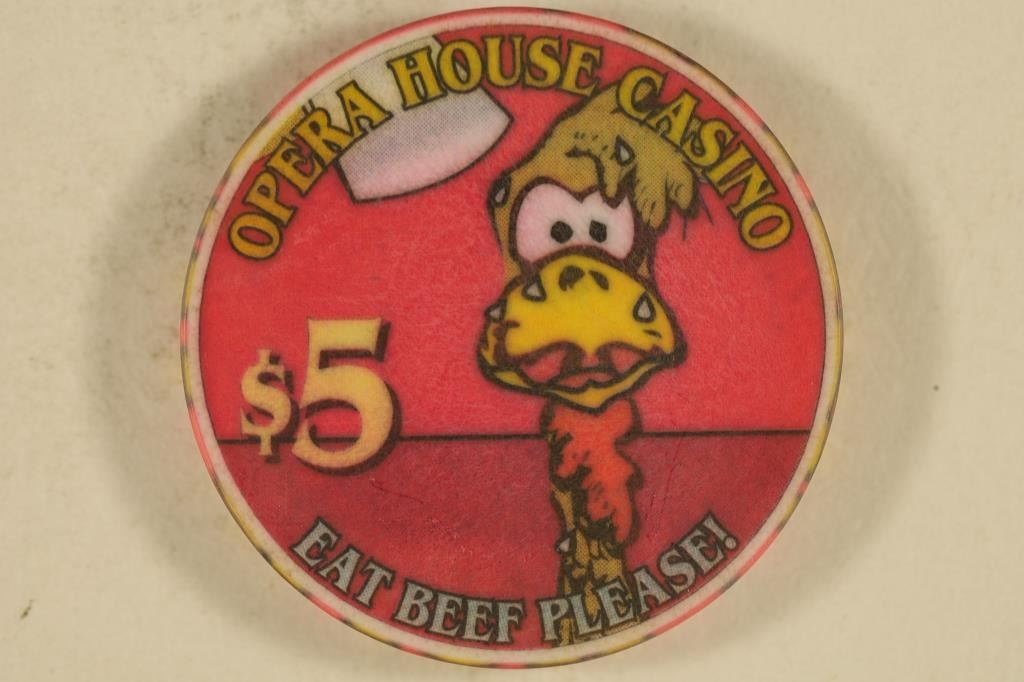 OPERA HOUSE CASINO
$5
EAT BEEF PLEASE!